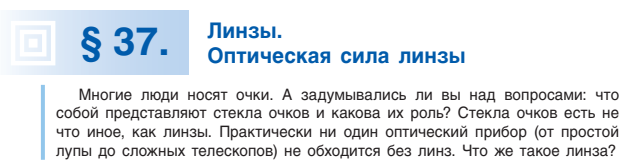 § 37.
Линзы.
Оптическая сила линзы
Многие люди носят очки. А задумывались ли вы над вопросами: что
собой представляют стекла очков и какова их роль? Стекла очков есть не
что иное, как линзы. Практически ни один оптический прибор (от простой
лупы до сложных телескопов) не обходится без линз. Что же такое линза?